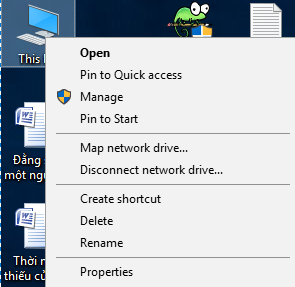 This
Open
Pin to Quick access
Manage
Pin to Start
Map network drive...
Disconnect network drive...
Create shortcut
Delete
Rename
Properties
Đằng
một ngư
Thời
thiếu củ